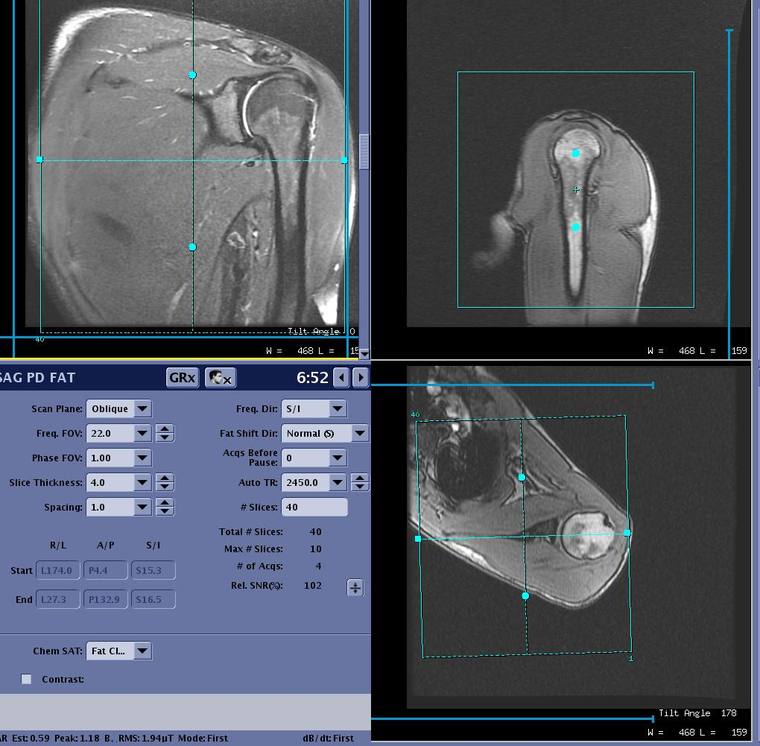 Tilt Angle 0
40
W = 468 L = 159
W = 468 L = 159
SAG PD FAT
GRx
6:52
Scan Plane: Oblique
Freq. Dir: S/I
Freq. FOV: 22.0
Fat Shift Dir: Normal (S)
Phase FOV: 1.00
Acqs Before
Pause: 0
Slice Thickness: 4.0
Auto TR: 2450.0
Spacing: 1.0
# Slices: 40
Total # Slices: 40
Max # Slices: 10
# of Acqs: 4
Rel. SNR(%): 102
R/L A/P S/I
Start L174.0 P4.4 S15.3
End L27.3 P132.9 S16.5
Chem SAT: Fat Cl...
Contrast:
AR Est: 0.59 Peak: 1.18 B. RMS: 1.94µT Mode: First dB/dt: First
40
1
Tilt Angle 178
W = 468 L = 159